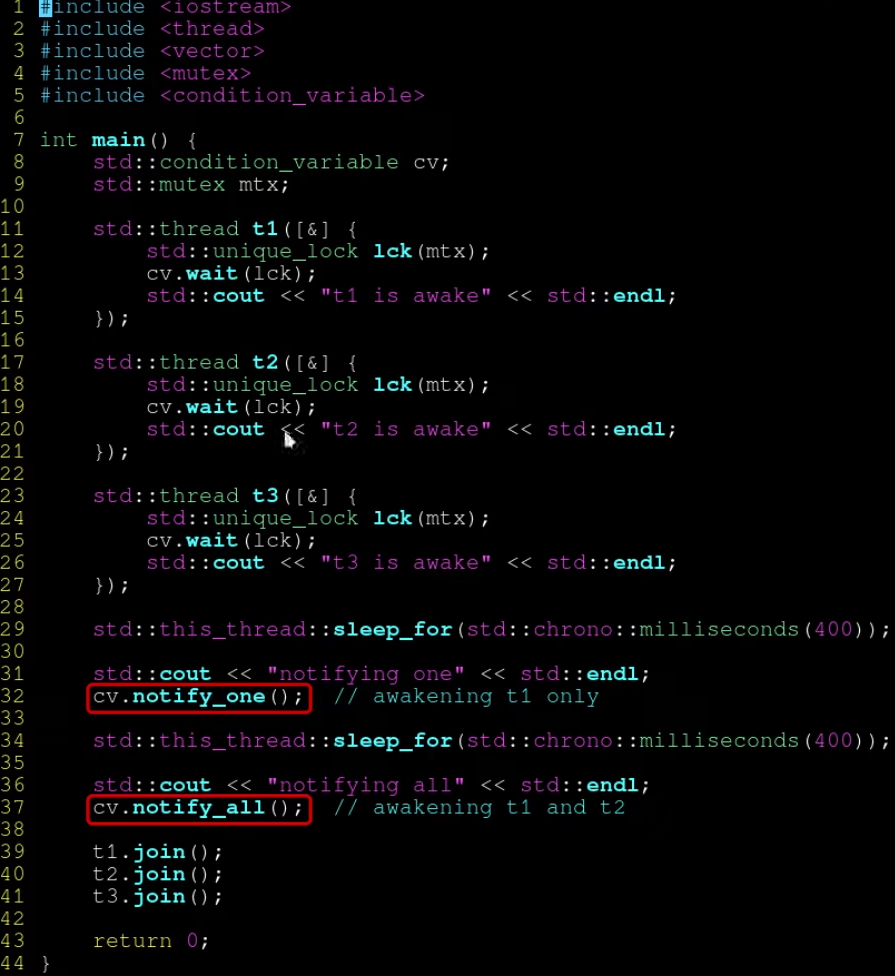 1 #include <iostream>
2 #include <thread>
3 #include <vector>
4 #include <mutex>
5 #include <condition_variable>
6
7 int main() {
8     std::condition_variable cv;
9     std::mutex mtx;
10
11     std::thread t1([&] {
12         std::unique_lock lck(mtx);
13         cv.wait(lck);
14         std::cout << "t1 is awake" << std::endl;
15     });
16
17     std::thread t2([&] {
18         std::unique_lock lck(mtx);
19         cv.wait(lck);
20         std::cout << "t2 is awake" << std::endl;
21     });
22
23     std::thread t3([&] {
24         std::unique_lock lck(mtx);
25         cv.wait(lck);
26         std::cout << "t3 is awake" << std::endl;
27     });
28
29     std::this_thread::sleep_for(std::chrono::milliseconds(400));
30
31     std::cout << "notifying one" << std::endl;
32     cv.notify_one();  // awakening t1 only
33
34     std::this_thread::sleep_for(std::chrono::milliseconds(400));
35
36     std::cout << "notifying all" << std::endl;
37     cv.notify_all();  // awakening t1 and t2
38
39     t1.join();
40     t2.join();
41     t3.join();
42
43     return 0;
44 }